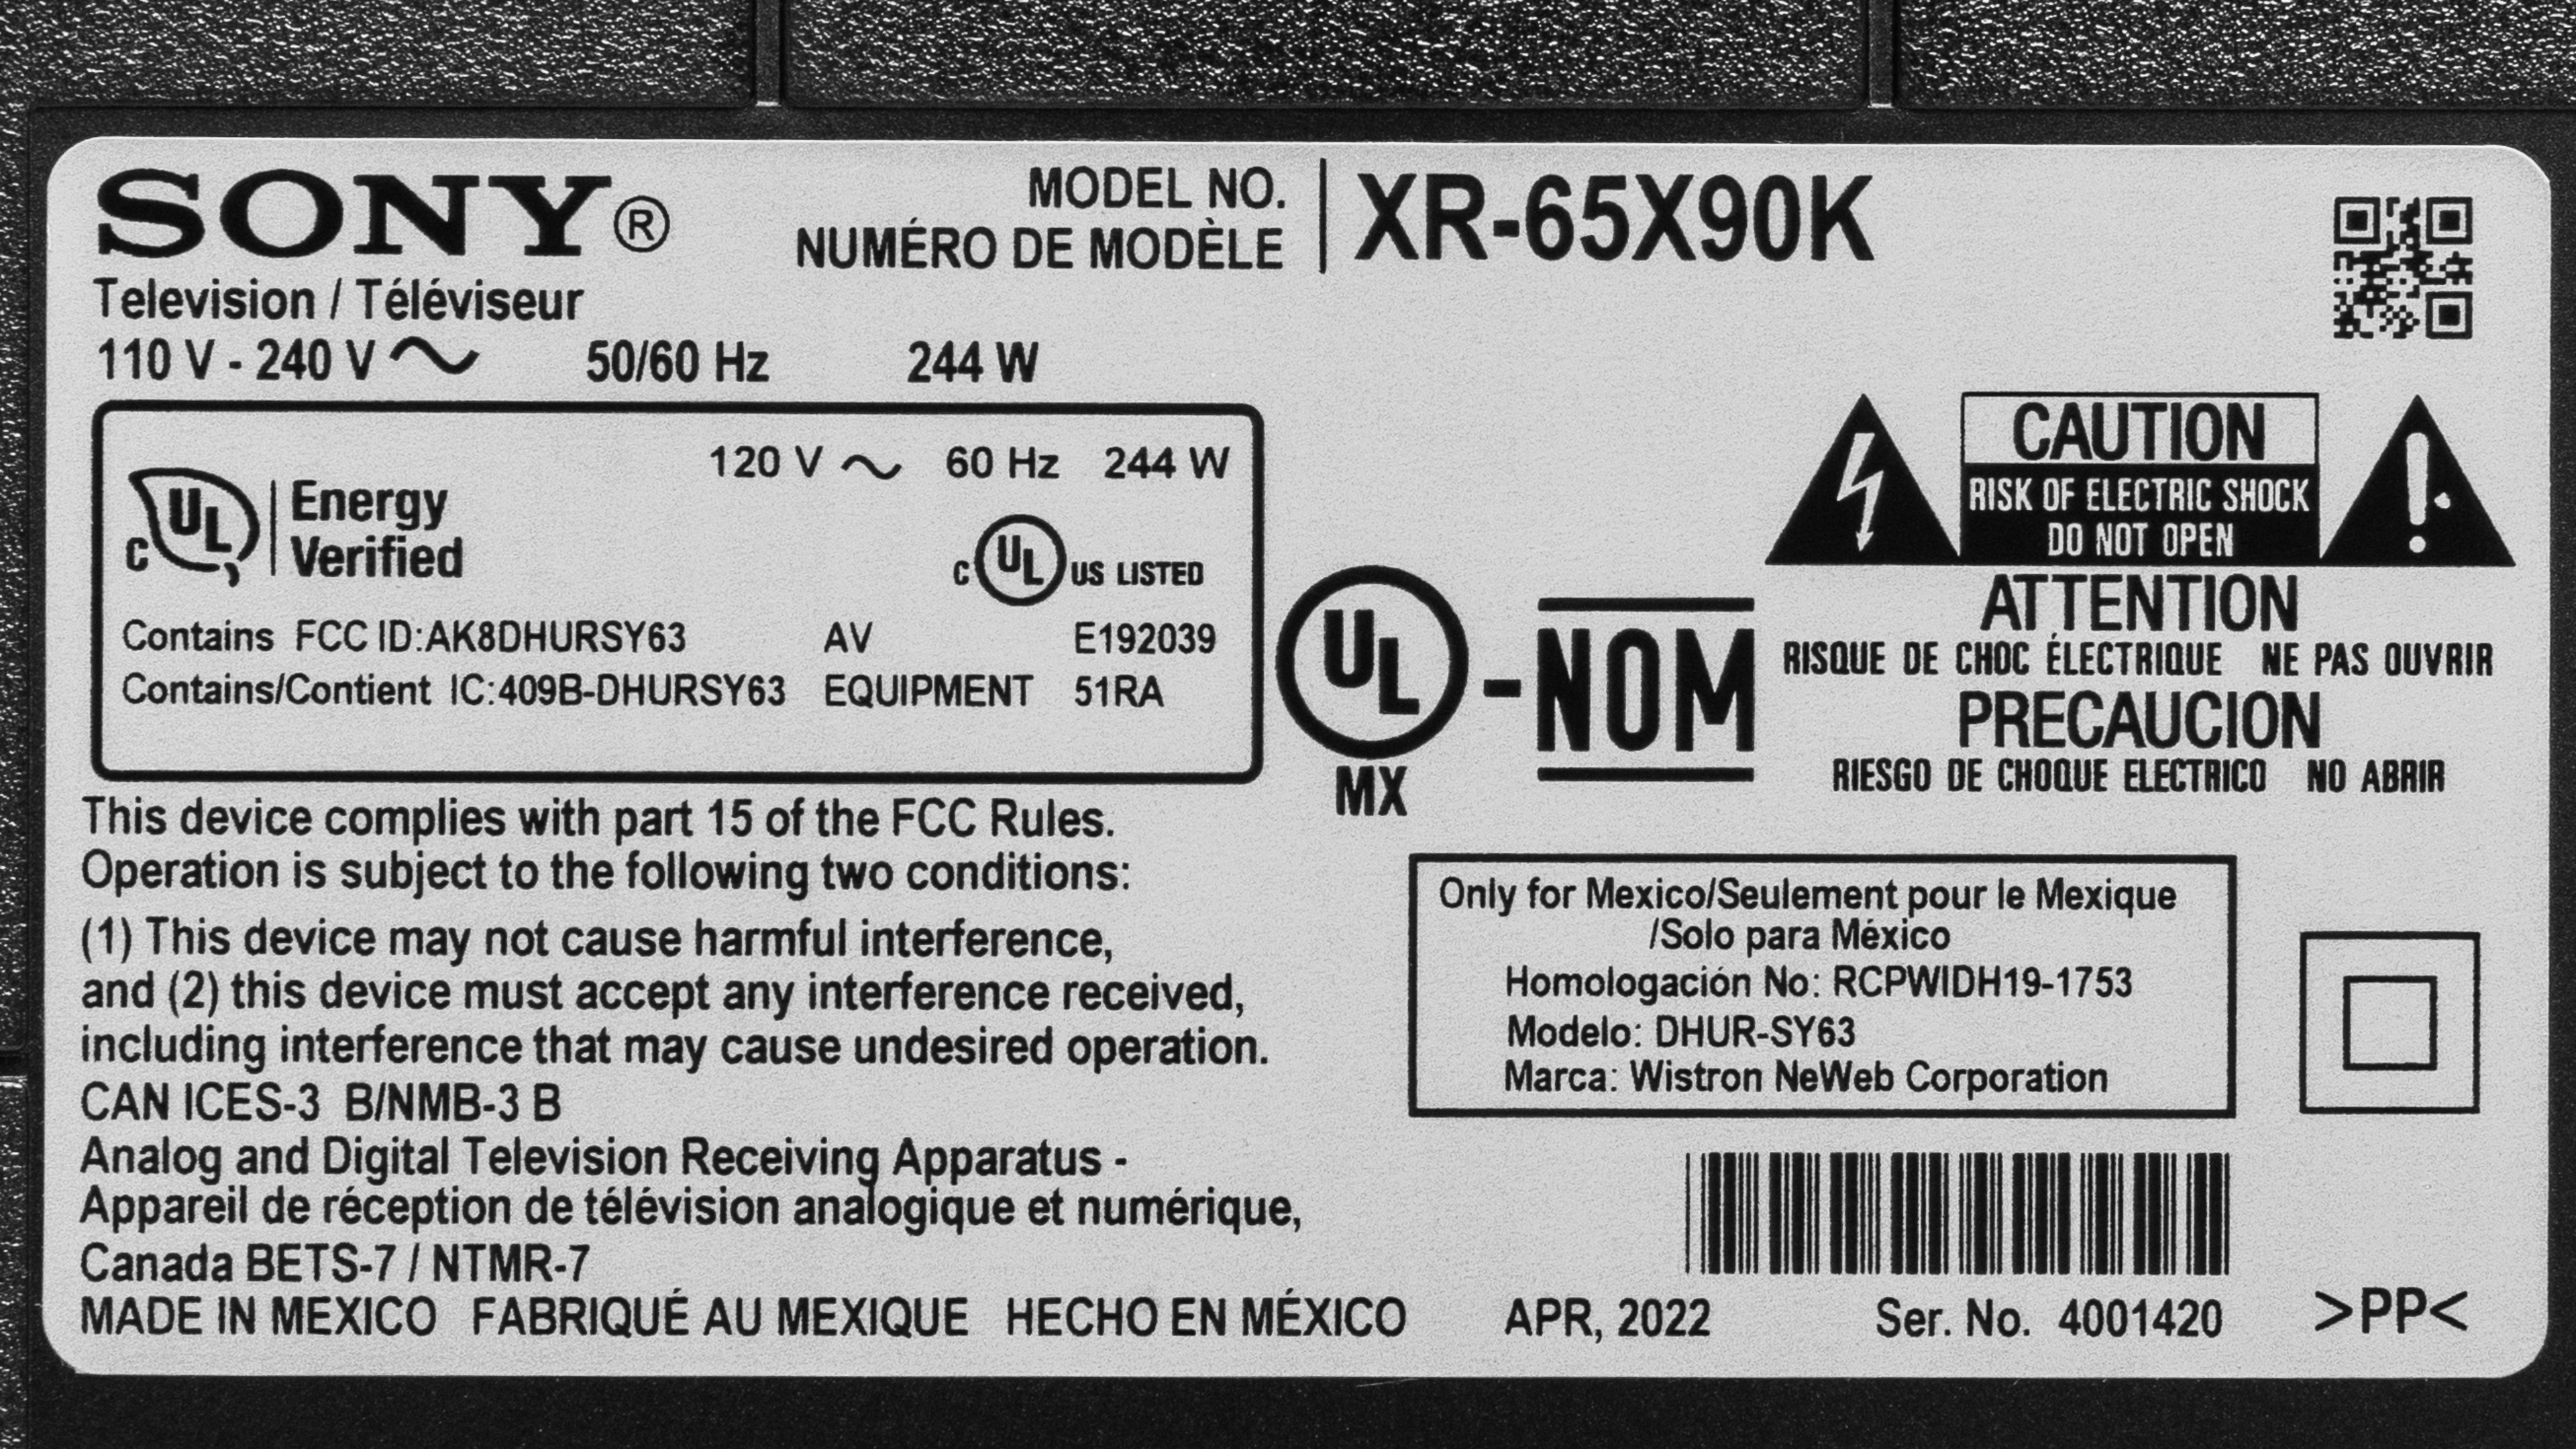 SONY®
MODEL NO.
NUMÉRO DE MODÈLE
XR-65X90K
Television / Téléviseur
110 V - 240 V ~ 50/60 Hz 244 W
120 V ~ 60 Hz 244 W
C UL Energy
Verified
C UL US LISTED
Contains FCC ID:AK8DHURSY63 AV E192039
Contains/Contient IC:409B-DHURSY63 EQUIPMENT 51RA
UL
MX
-NOM
CAUTION
RISK OF ELECTRIC SHOCK
DO NOT OPEN
ATTENTION
RISQUE DE CHOC ÉLECTRIQUE NE PAS OUVRIR
PRECAUCION
RIESGO DE CHOQUE ELECTRICO NO ABRIR
This device complies with part 15 of the FCC Rules.
Operation is subject to the following two conditions:
(1) This device may not cause harmful interference,
and (2) this device must accept any interference received,
including interference that may cause undesired operation.
CAN ICES-3 B/NMB-3 B
Analog and Digital Television Receiving Apparatus -
Appareil de réception de télévision analogique et numérique,
Canada BETS-7 / NTMR-7
Only for Mexico/Seulement pour le Mexique
/Solo para México
Homologación No: RCPWIDH19-1753
Modelo: DHUR-SY63
Marca: Wistron NeWeb Corporation
MADE IN MEXICO FABRIQUÉ AU MEXIQUE HECHO EN MÉXICO APR, 2022 Ser. No. 4001420 >PP<